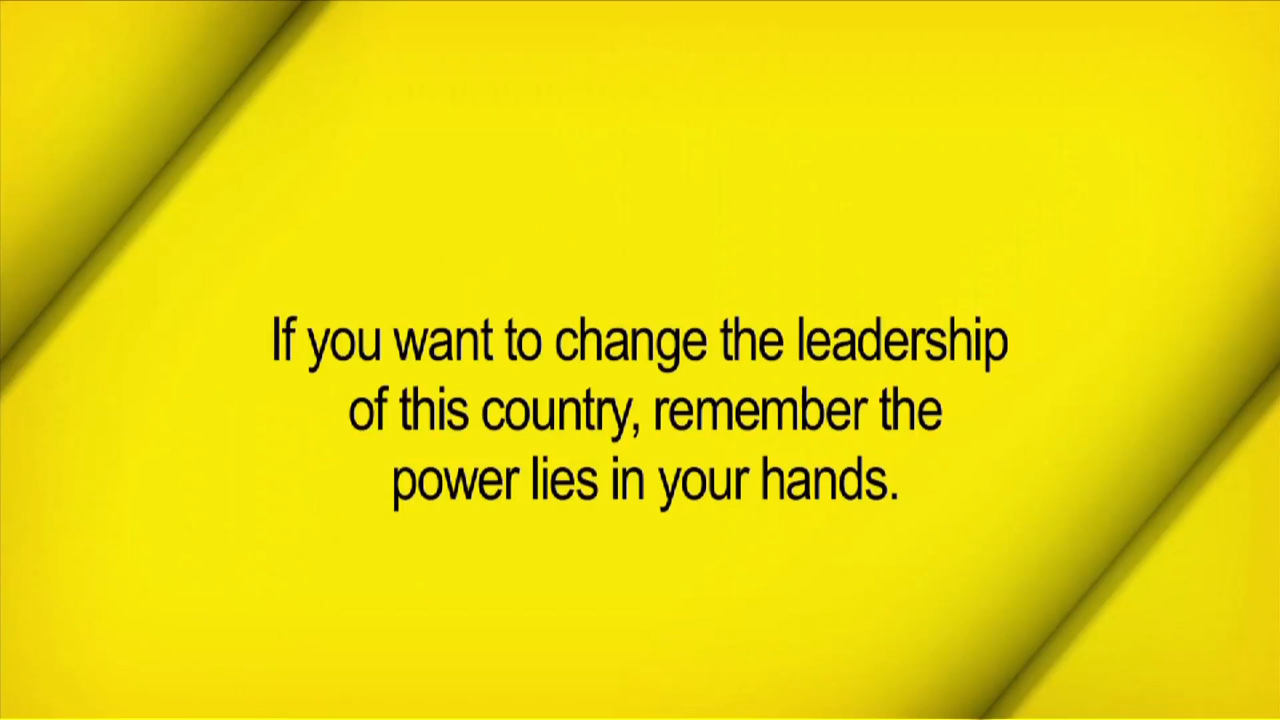 If you want to change the leadership
of this country, remember the
power lies in your hands.